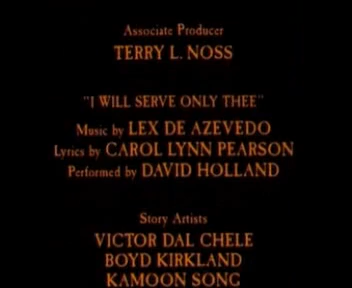 Associate Producer
TERRY L. NOSS
"I WILL SERVE ONLY THEE"
Music by LEX DE AZEVEDO
Lyrics by CAROL LYNN PEARSON
Performed by DAVID HOLLAND
Story Artists
VICTOR DAL CHELE
BOYD KIRKLAND
KAMOON SONG